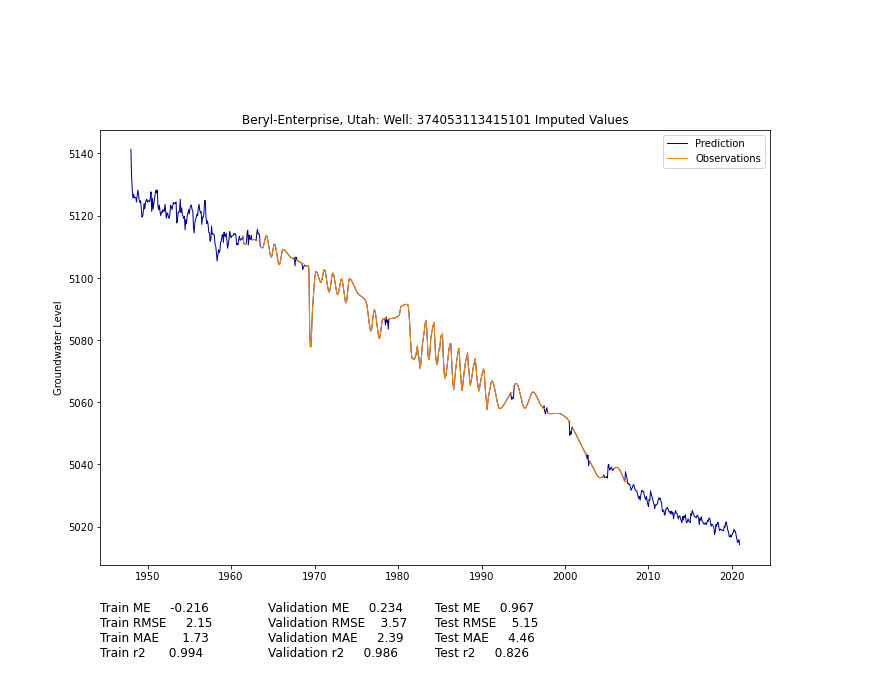 Beryl-Enterprise, Utah: Well: 374053113415101 Imputed Values
Prediction
Observations
5140
5120
5100
5080
5060
5040
5020
Groundwater Level
1950 1960 1970 1980 1990 2000 2010 2020
Train ME -0.216 Validation ME 0.234 Test ME 0.967
Train RMSE 2.15 Validation RMSE 3.57 Test RMSE 5.15
Train MAE 1.73 Validation MAE 2.39 Test MAE 4.46
Train r2 0.994 Validation r2 0.986 Test r2 0.826